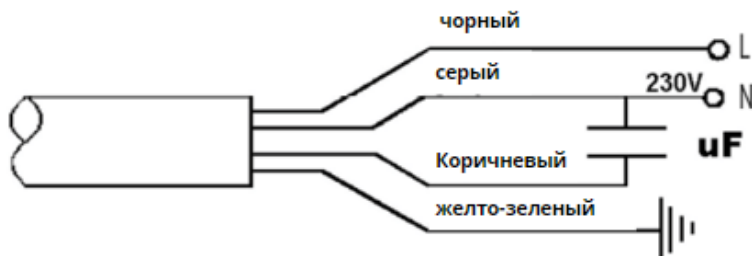 чорный
L
серый
230V
N
uF
Коричневый
желто-зеленый